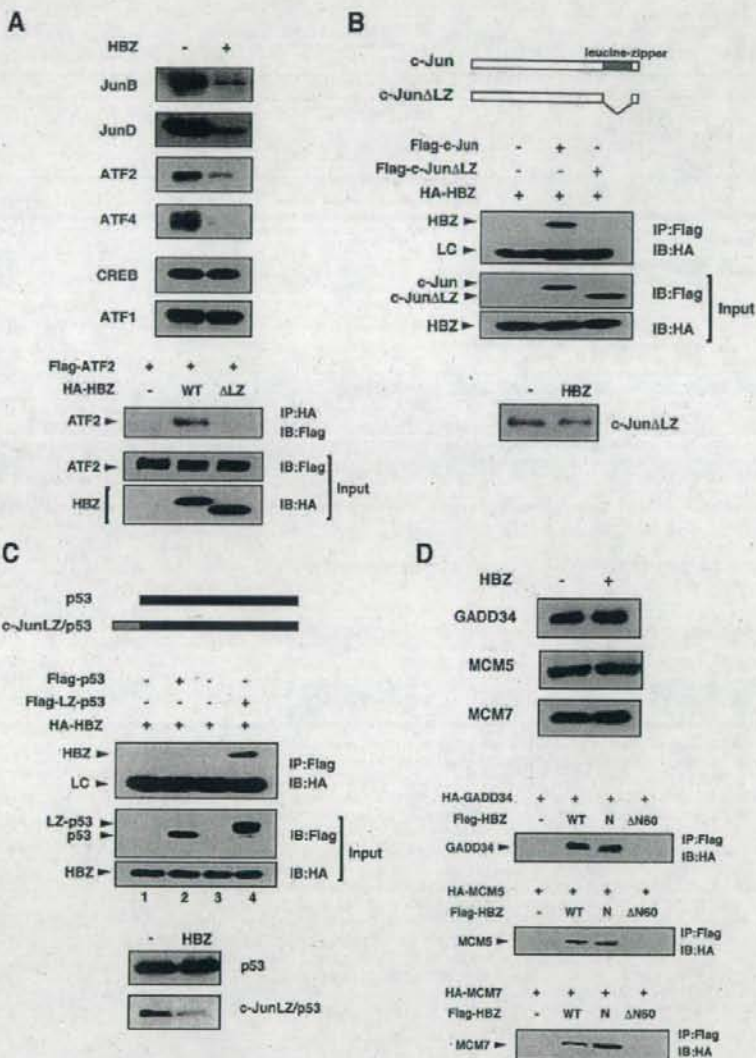 A
HBZ - +
JunB
JunD
ATF2
ATF4
CREB
ATF1
Flag-ATF2 + + +
HA-HBZ - WT ΔLZ
ATF2 IP:HA
IB:Flag
ATF2 IB:Flag
HBZ IB:HA
Input
B
leucine-zipper
c-Jun
c-JunΔLZ
Flag-c-Jun - + -
Flag-c-JunΔLZ - - +
HA-HBZ + + +
HBZ IP:Flag
LC IB:HA
c-Jun
c-JunΔLZ IB:Flag
HBZ IB:HA
Input
- HBZ
c-JunΔLZ
C
p53
c-JunLZ/p53
Flag-p53 - + - -
Flag-LZ-p53 - - - +
HA-HBZ + + + +
HBZ IP:Flag
LC IB:HA
LZ-p53
p53 IB:Flag
HBZ IB:HA
Input
1 2 3 4
- HBZ
p53
c-JunLZ/p53
D
HBZ - +
GADD34
MCM5
MCM7
HA-GADD34 + + + +
Flag-HBZ - WT N ΔN60
GADD34 IP:Flag
IB:HA
HA-MCM5 + + + +
Flag-HBZ - WT N ΔN60
MCM5 IP:Flag
IB:HA
HA-MCM7 + + + +
Flag-HBZ - WT N ΔN60
MCM7 IP:Flag
IB:HA